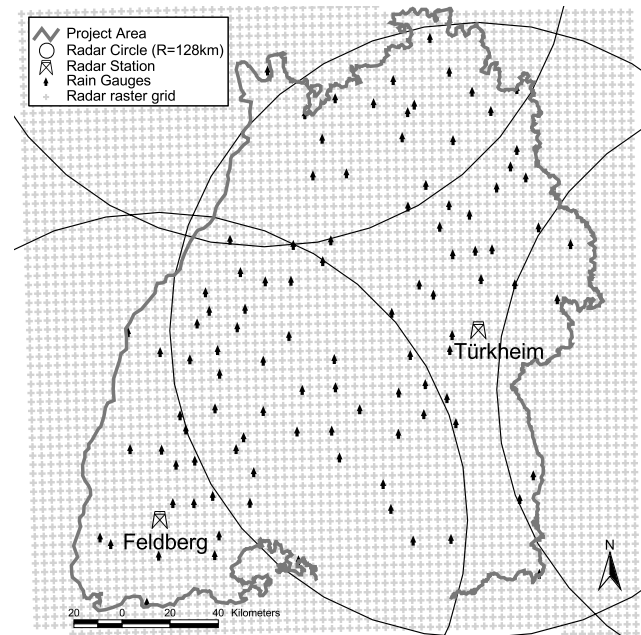 Project Area
Radar Circle (R=128km)
Radar Station
Rain Gauges
Radar raster grid
Türkheim
Feldberg
N
20 0 20 40 Kilometers